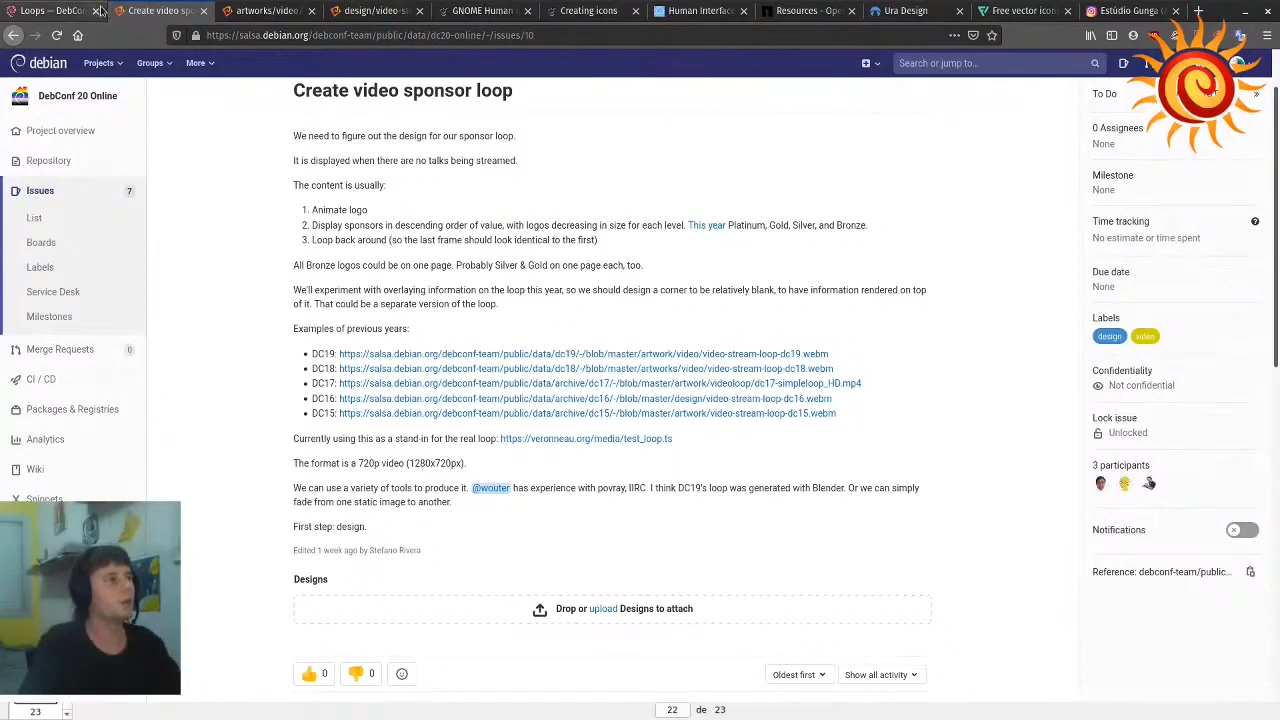 Loops — DebCon
Create video spo
artworks/video/
design/video-st
GNOME Human
Creating icons
Human Interfac
Resources – Ope
Ura Design
Free vector icon
Estúdio Gunga (
https://salsa.debian.org/debconf-team/public/data/dc20-online/-/issues/10
debian
Projects
Groups
More
Search or jump to...
DebConf 20 Online
Project overview
Repository
Issues 7
List
Boards
Labels
Service Desk
Milestones
Merge Requests 0
CI / CD
Packages & Registries
Analytics
Wiki
Snippets
Create video sponsor loop
We need to figure out the design for our sponsor loop.
It is displayed when there are no talks being streamed.
The content is usually:
1. Animate logo
2. Display sponsors in descending order of value, with logos decreasing in size for each level. This year Platinum, Gold, Silver, and Bronze.
3. Loop back around (so the last frame should look identical to the first)
All Bronze logos could be on one page. Probably Silver & Gold on one page each, too.
We'll experiment with overlaying information on the loop this year, so we should design a corner to be relatively blank, to have information rendered on top
of it. That could be a separate version of the loop.
Examples of previous years:
• DC19: https://salsa.debian.org/debconf-team/public/data/dc19/-/blob/master/artwork/video/video-stream-loop-dc19.webm
• DC18: https://salsa.debian.org/debconf-team/public/data/dc18/-/blob/master/artworks/video/video-stream-loop-dc18.webm
• DC17: https://salsa.debian.org/debconf-team/public/data/archive/dc17/-/blob/master/artwork/videoloop/dc17-simpleloop_HD.mp4
• DC16: https://salsa.debian.org/debconf-team/public/data/archive/dc16/-/blob/master/design/video-stream-loop-dc16.webm
• DC15: https://salsa.debian.org/debconf-team/public/data/archive/dc15/-/blob/master/artwork/video-stream-loop-dc15.webm
Currently using this as a stand-in for the real loop: https://veronneau.org/media/test_loop.ts
The format is a 720p video (1280x720px).
We can use a variety of tools to produce it. @wouter has experience with povray, IIRC. I think DC19's loop was generated with Blender. Or we can simply
fade from one static image to another.
First step: design.
Edited 1 week ago by Stefano Rivera
Designs
Drop or upload Designs to attach
0
0
Oldest first
Show all activity
To Do
0 Assignees
None
Milestone
None
Time tracking
No estimate or time spent
Due date
None
Labels
design
video
Confidentiality
Not confidential
Lock issue
Unlocked
3 participants
Notifications
Reference: debconf-team/public...
23
22 de 23